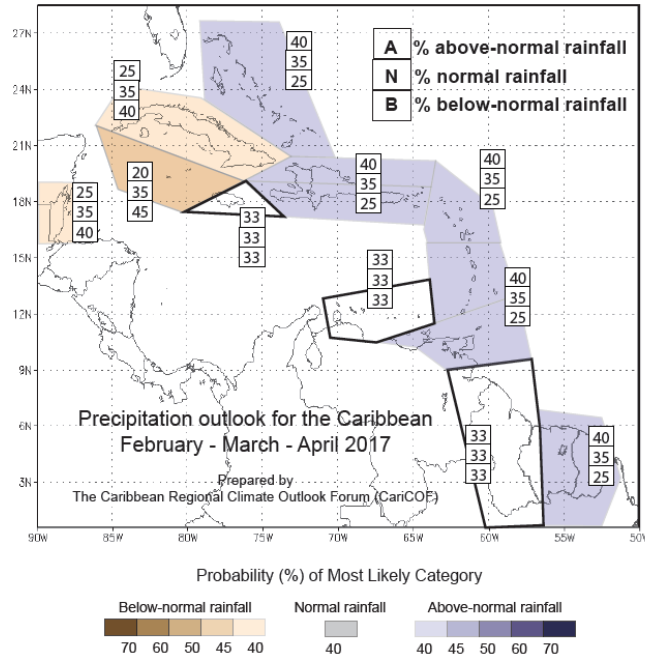 27N
24N
21N
18N
15N
12N
9N
6N
3N
90W 85W 80W 75W 70W 65W 60W 55W 50W
A % above-normal rainfall
N % normal rainfall
B % below-normal rainfall
40
35
25
25
35
40
20
35
45
25
35
40
40
35
25
40
35
25
33
33
33
33
33
33
40
35
25
33
33
33
40
35
25
Precipitation outlook for the Caribbean
February - March - April 2017
Prepared by
The Caribbean Regional Climate Outlook Forum (CariCOF)
Probability (%) of Most Likely Category
Below-normal rainfall Normal rainfall Above-normal rainfall
70 60 50 45 40 40 40 45 50 60 70